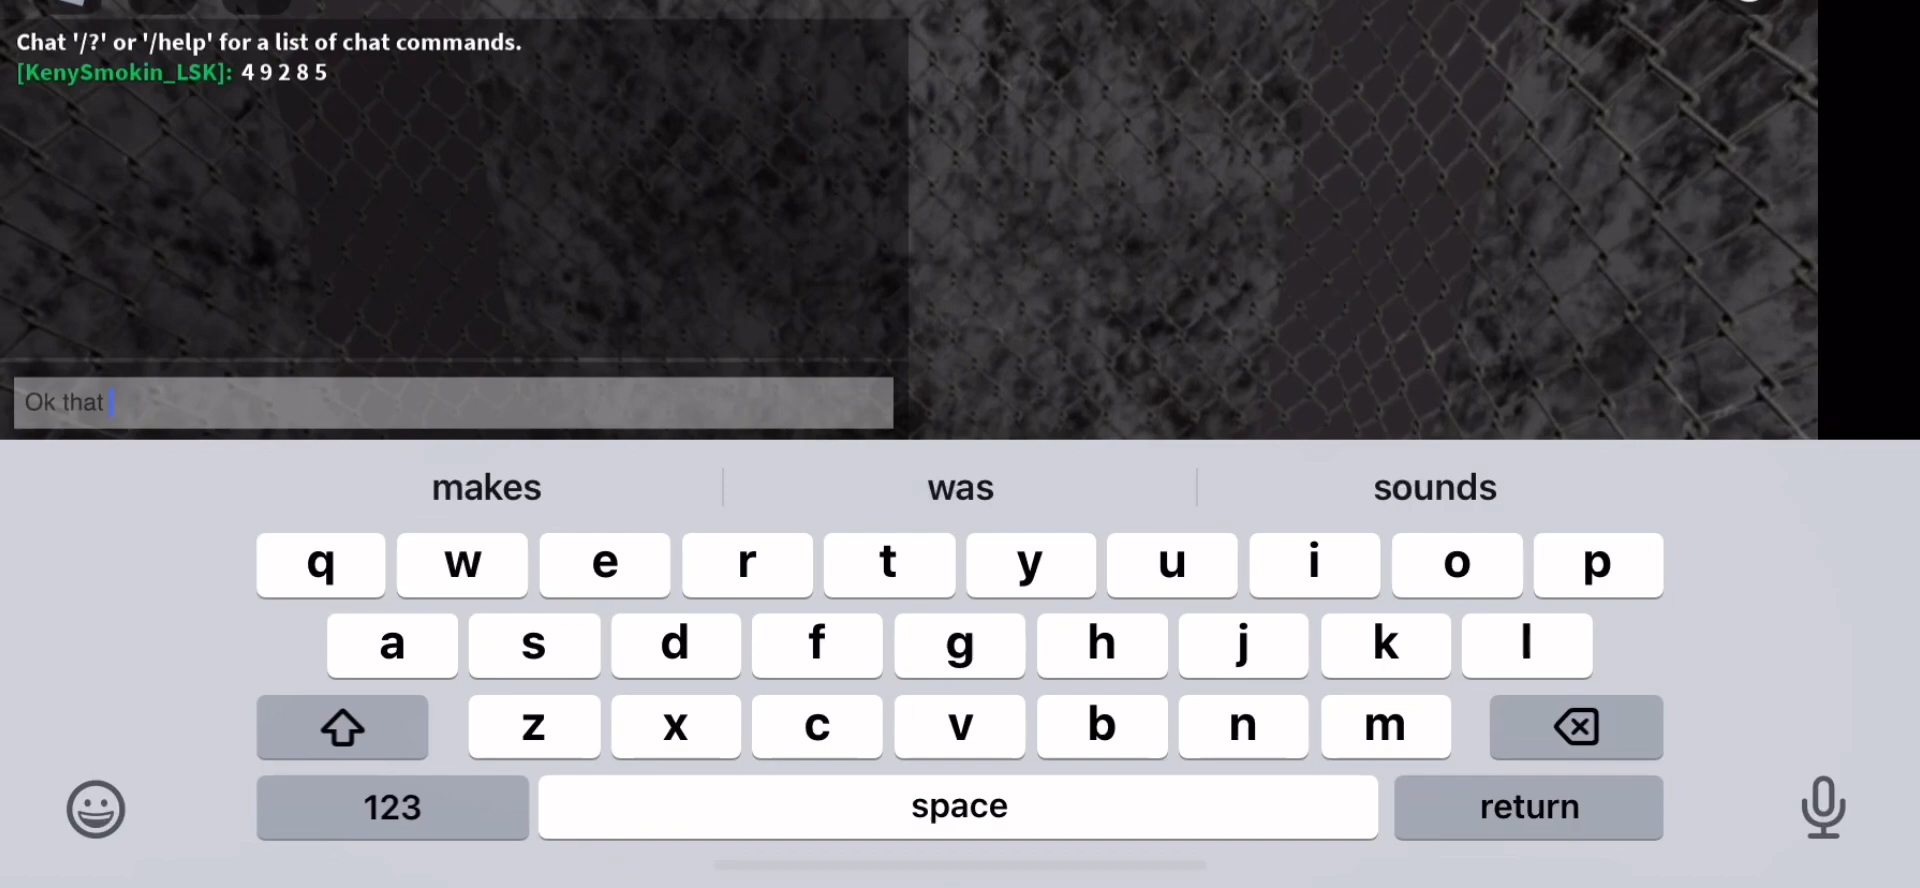 Chat '/?' or '/help' for a list of chat commands.
[KenySmokin_LSK]: 4 9 2 8 5
Ok that
makes was sounds
q w e r t y u i o p
a s d f g h j k l
z x c v b n m
123 space return